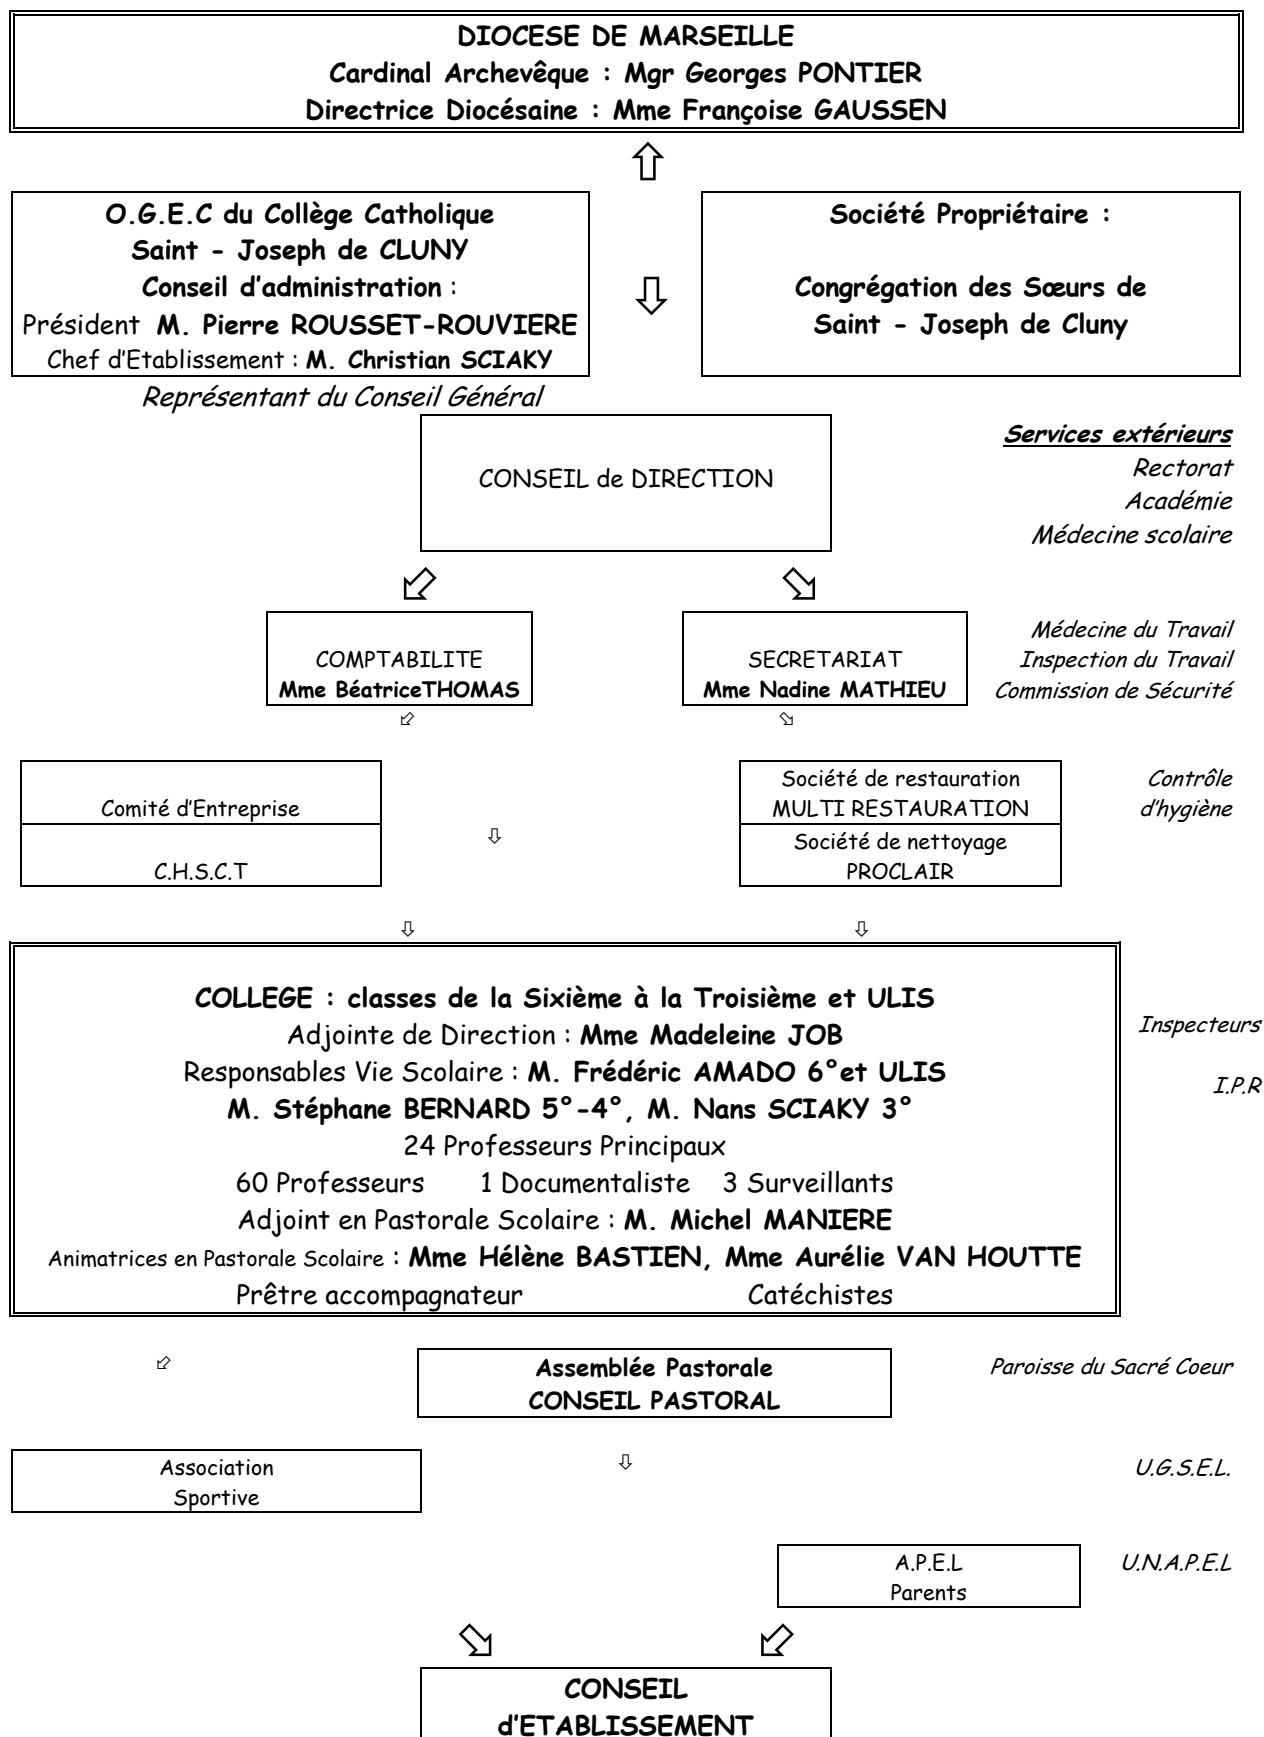 DIOCESE DE MARSEILLE
Cardinal Archevêque : Mgr Georges PONTIER
Directrice Diocésaine : Mme Françoise GAUSSEN
O.G.E.C du Collège Catholique
Saint - Joseph de CLUNY
Conseil d'administration :
Président M. Pierre ROUSSET-ROUVIERE
Chef d'Etablissement : M. Christian SCIAKY
Société Propriétaire :
Congrégation des Sœurs de
Saint - Joseph de Cluny
Représentant du Conseil Général
CONSEIL de DIRECTION
Services extérieurs
Rectorat
Académie
Médecine scolaire
COMPTABILITE
Mme BéatriceTHOMAS
SECRETARIAT
Mme Nadine MATHIEU
Médecine du Travail
Inspection du Travail
Commission de Sécurité
Comité d'Entreprise
C.H.S.C.T
Société de restauration
MULTI RESTAURATION
Société de nettoyage
PROCLAIR
Contrôle
d'hygiène
COLLEGE : classes de la Sixième à la Troisième et ULIS
Adjointe de Direction : Mme Madeleine JOB
Responsables Vie Scolaire : M. Frédéric AMADO 6°et ULIS
M. Stéphane BERNARD 5°-4°, M. Nans SCIAKY 3°
24 Professeurs Principaux
60 Professeurs 1 Documentaliste 3 Surveillants
Adjoint en Pastorale Scolaire : M. Michel MANIERE
Animatrices en Pastorale Scolaire : Mme Hélène BASTIEN, Mme Aurélie VAN HOUTTE
Prêtre accompagnateur Catéchistes
Inspecteurs
I.P.R
Assemblée Pastorale
CONSEIL PASTORAL
Paroisse du Sacré Coeur
Association
Sportive
U.G.S.E.L.
A.P.E.L
Parents
U.N.A.P.E.L
CONSEIL
d'ETABLISSEMENT